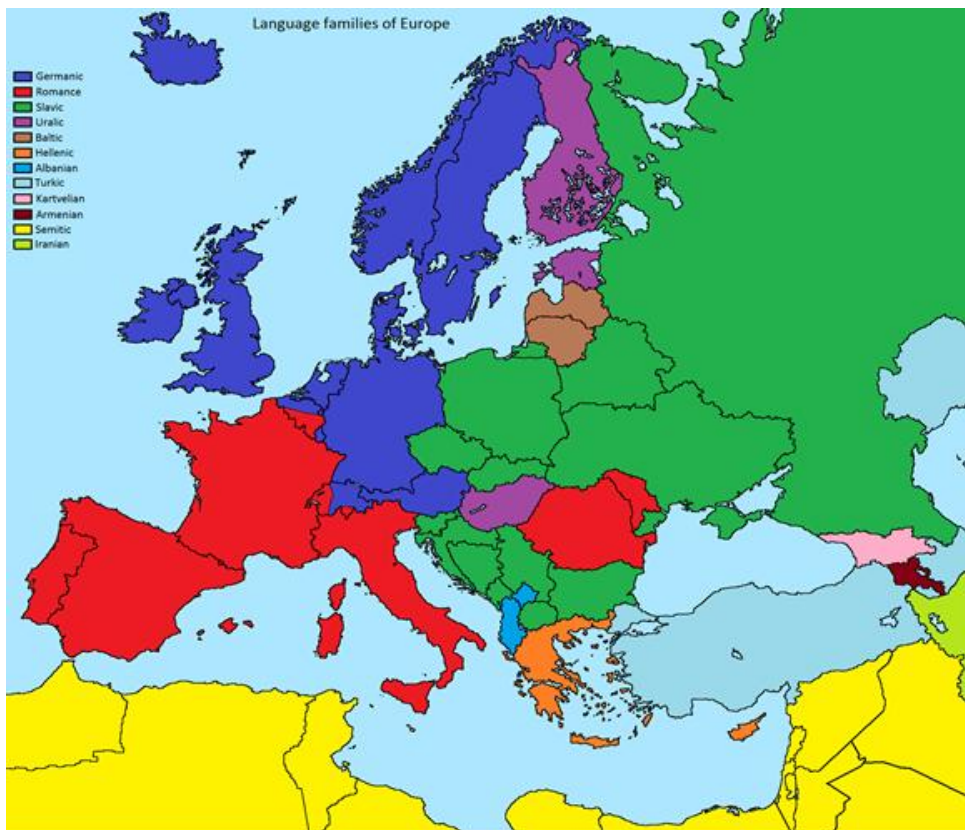 Language families of Europe
Germanic
Romance
Slavic
Uralic
Baltic
Hellenic
Albanian
Turkic
Kartvelian
Armenian
Semitic
Iranian